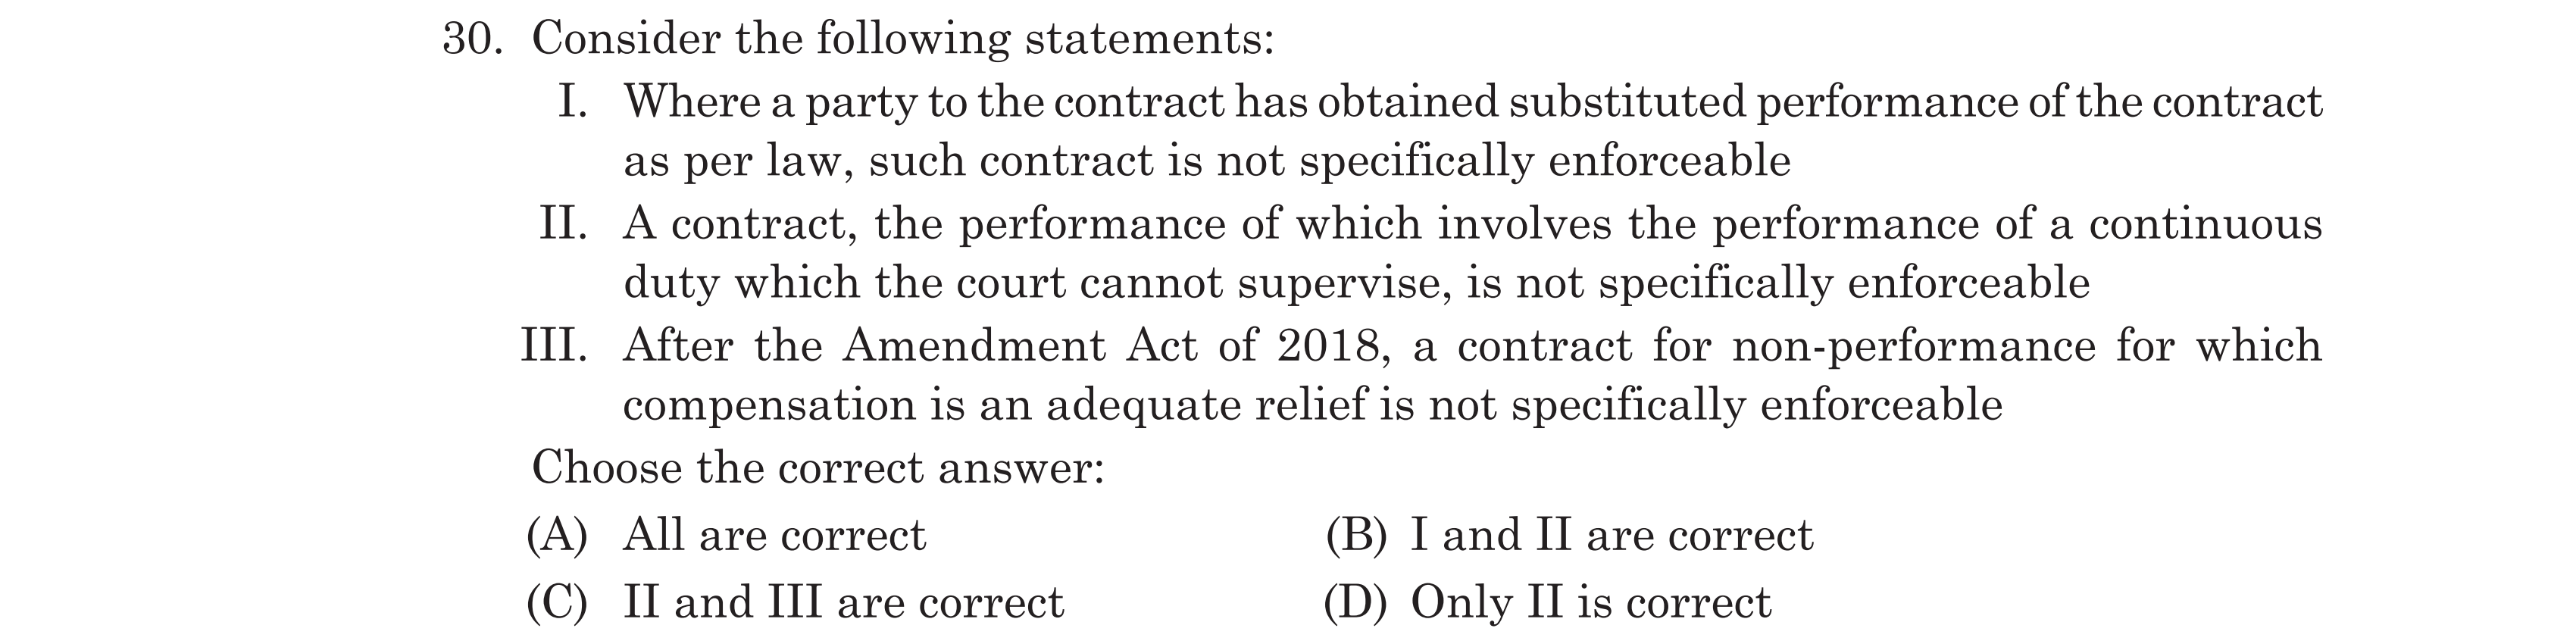 30. Consider the following statements:
I. Where a party to the contract has obtained substituted performance of the contract
as per law, such contract is not specifically enforceable
II. A contract, the performance of which involves the performance of a continuous
duty which the court cannot supervise, is not specifically enforceable
III. After the Amendment Act of 2018, a contract for non-performance for which
compensation is an adequate relief is not specifically enforceable
Choose the correct answer:
(A) All are correct (B) I and II are correct
(C) II and III are correct (D) Only II is correct